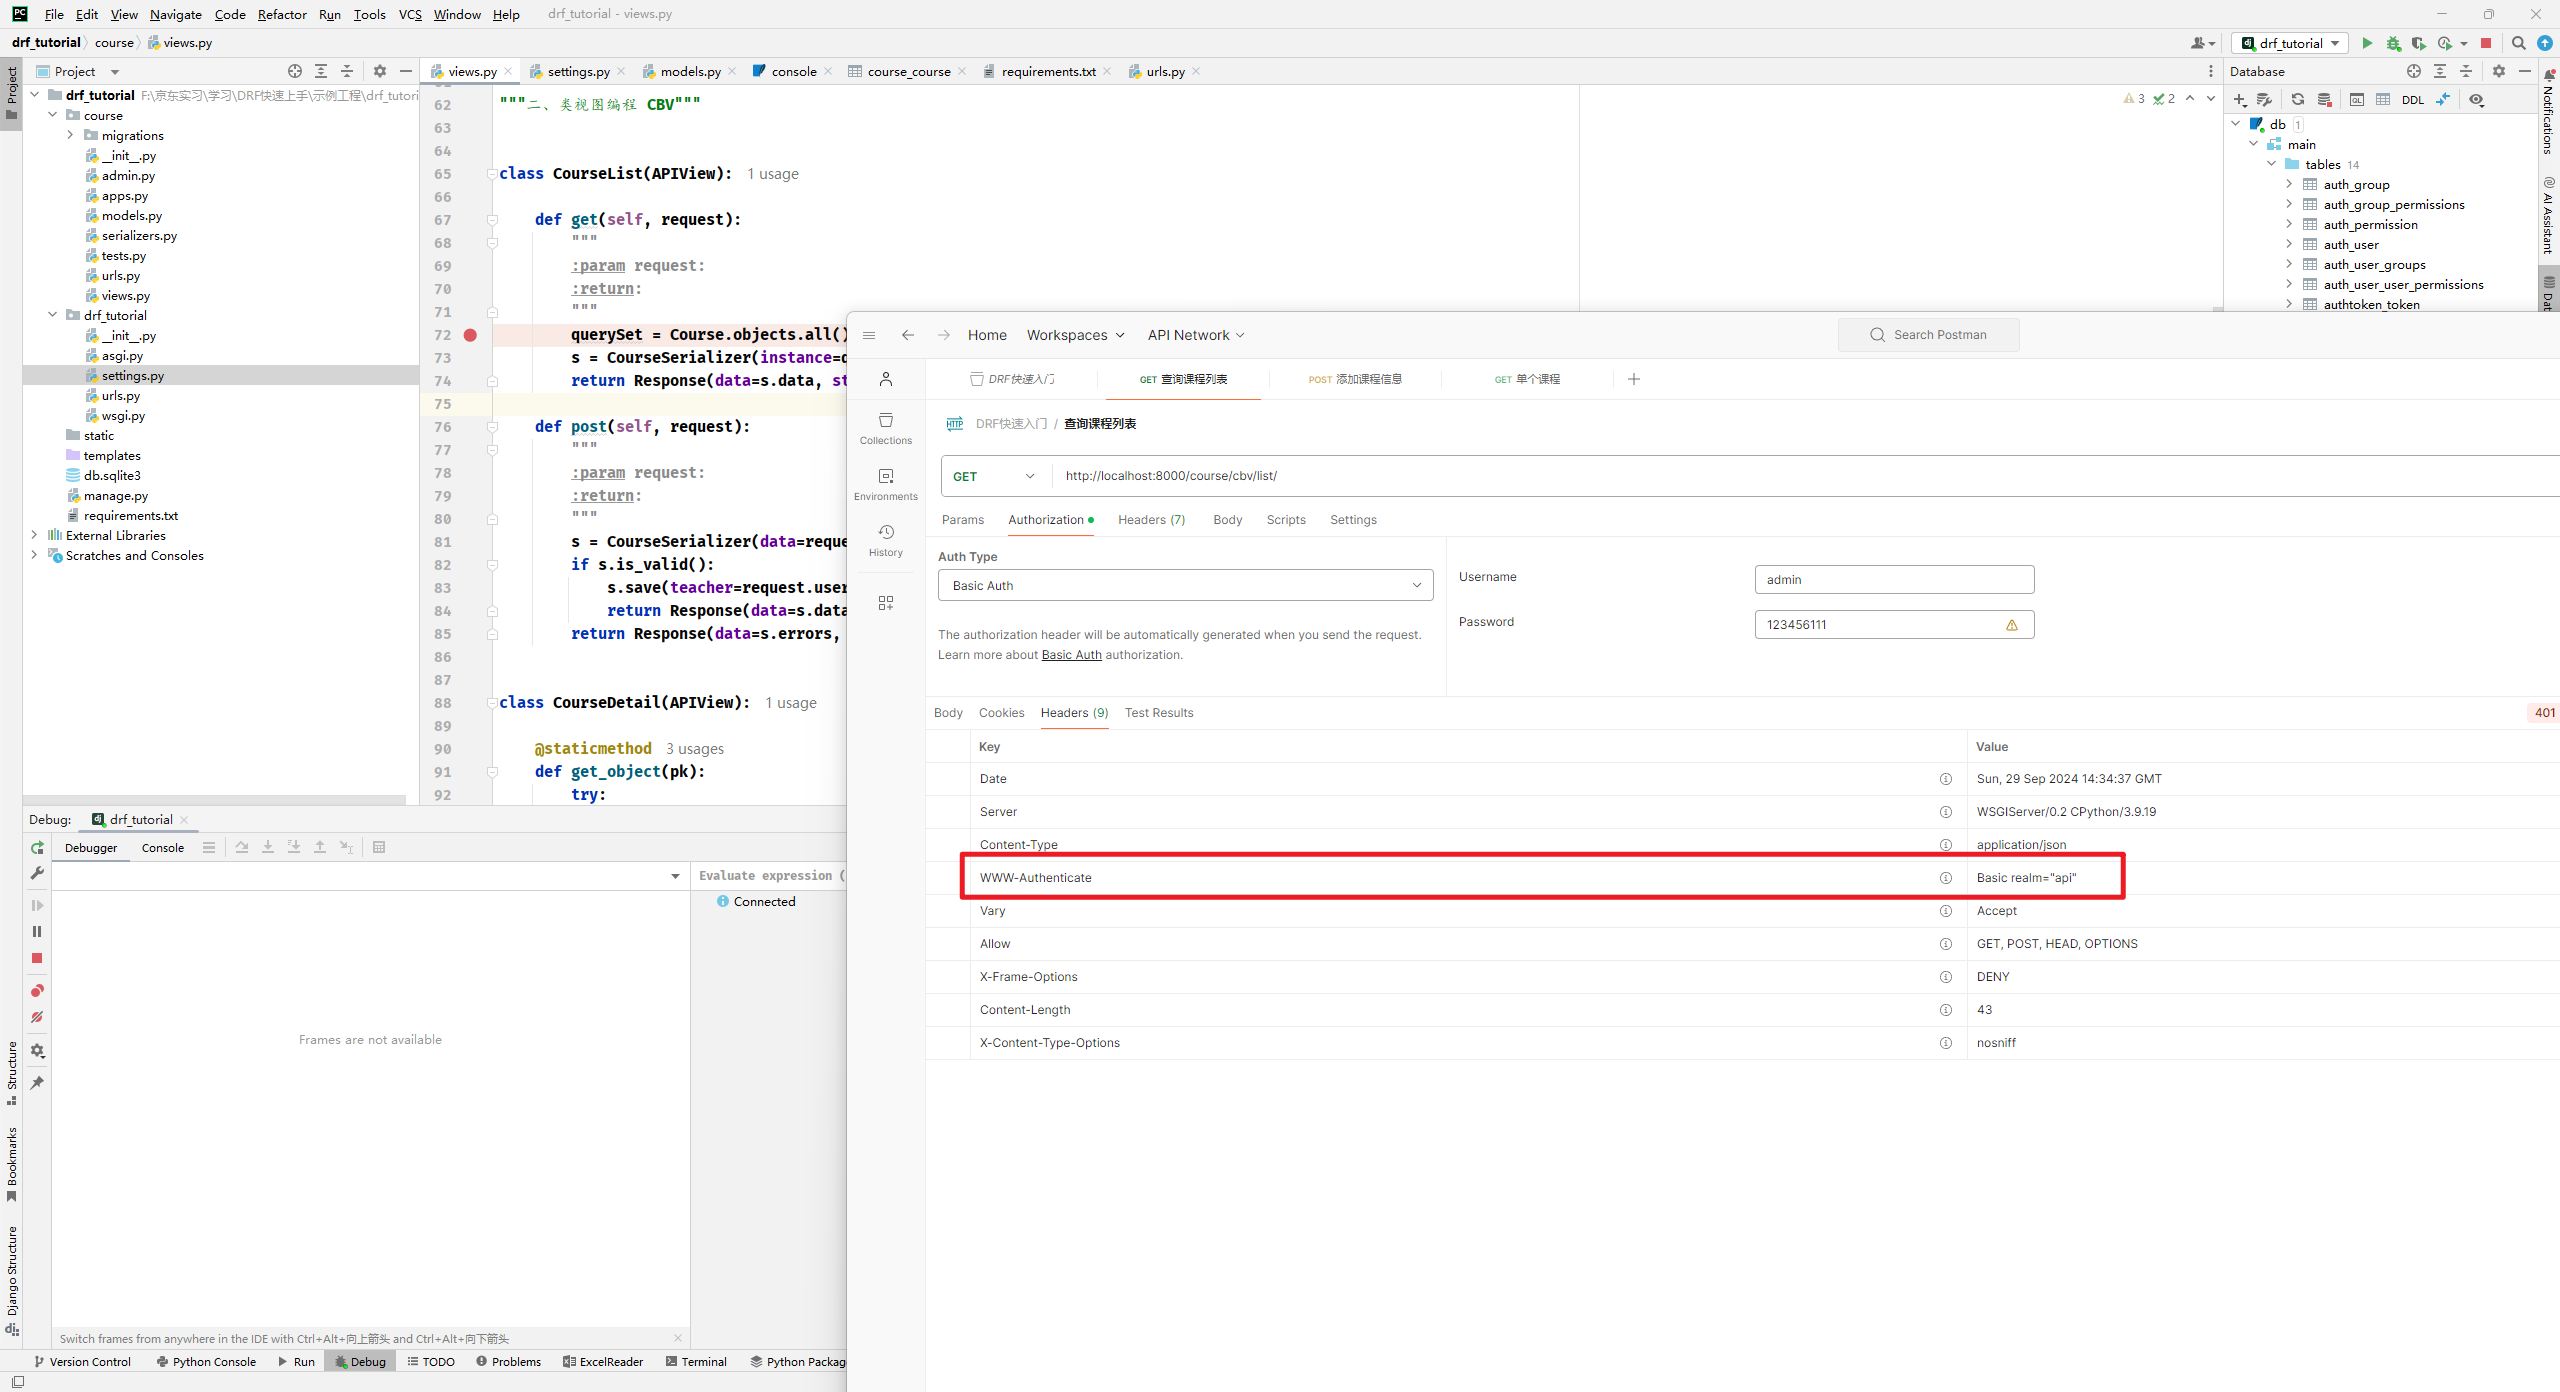 File Edit View Navigate Code Refactor Run Tools VCS Window Help drf_tutorial - views.py
drf_tutorial course views.py
drf_tutorial
Project
views.py settings.py models.py console course_course requirements.txt urls.py
Database
Project
drf_tutorial F:\京东实习\学习\DRF快速上手\示例工程\drf_tutori
course
migrations
__init__.py
admin.py
apps.py
models.py
serializers.py
tests.py
urls.py
views.py
drf_tutorial
__init__.py
asgi.py
settings.py
urls.py
wsgi.py
static
templates
db.sqlite3
manage.py
requirements.txt
External Libraries
Scratches and Consoles
3 2
62 """二、类视图编程 CBV"""
63
64
65 class CourseList(APIView): 1 usage
66
67 def get(self, request):
68 """
69 :param request:
70 :return:
71 """
72 querySet = Course.objects.all()
73 s = CourseSerializer(instance=
74 return Response(data=s.data, st
75
76 def post(self, request):
77 """
78 :param request:
79 :return:
80 """
81 s = CourseSerializer(data=reque
82 if s.is_valid():
83 s.save(teacher=request.user
84 return Response(data=s.data
85 return Response(data=s.errors,
86
87
88 class CourseDetail(APIView): 1 usage
89
90 @staticmethod 3 usages
91 def get_object(pk):
92 try:
DDL
db 1
main
tables 14
auth_group
auth_group_permissions
auth_permission
auth_user
auth_user_groups
auth_user_user_permissions
authtoken_token
Notifications
AI Assistant
Dat
Home Workspaces API Network Search Postman
DRF快速入门 GET 查询课程列表 POST 添加课程信息 GET 单个课程
Collections
Environments
History
HTTP DRF快速入门 / 查询课程列表
GET http://localhost:8000/course/cbv/list/
Params Authorization Headers (7) Body Scripts Settings
Auth Type
Basic Auth
The authorization header will be automatically generated when you send the request.
Learn more about Basic Auth authorization.
Username admin
Password 123456111
Body Cookies Headers (9) Test Results 401
Key Value
Date Sun, 29 Sep 2024 14:34:37 GMT
Server WSGIServer/0.2 CPython/3.9.19
Content-Type application/json
WWW-Authenticate Basic realm="api"
Vary Accept
Allow GET, POST, HEAD, OPTIONS
X-Frame-Options DENY
Content-Length 43
X-Content-Type-Options nosniff
Debug: drf_tutorial
Debugger Console
Evaluate expression (
Connected
Frames are not available
Switch frames from anywhere in the IDE with Ctrl+Alt+向上箭头 and Ctrl+Alt+向下箭头
Structure
Bookmarks
Django Structure
Version Control Python Console Run Debug TODO Problems ExcelReader Terminal Python Packag